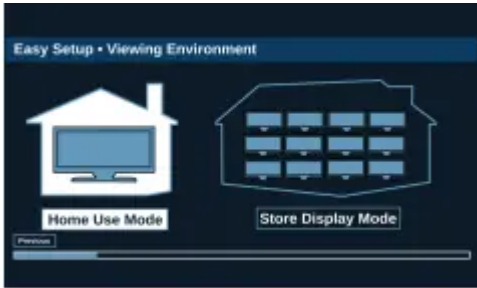 Easy Setup • Viewing Environment
Home Use Mode
Store Display Mode
Previous